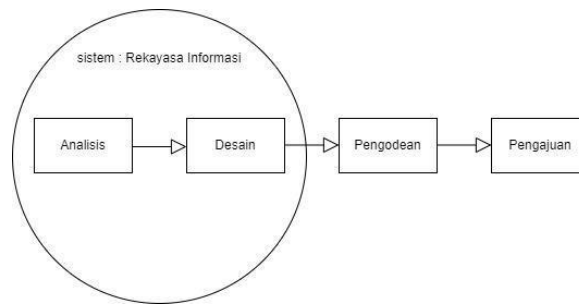 sistem : Rekayasa Informasi
Analisis
Desain
Pengodean
Pengajuan